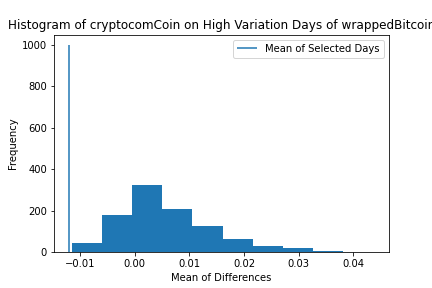 Histogram of cryptocomCoin on High Variation Days of wrappedBitcoin
Mean of Selected Days
1000
800
600
400
200
0
Frequency
−0.01 0.00 0.01 0.02 0.03 0.04
Mean of Differences